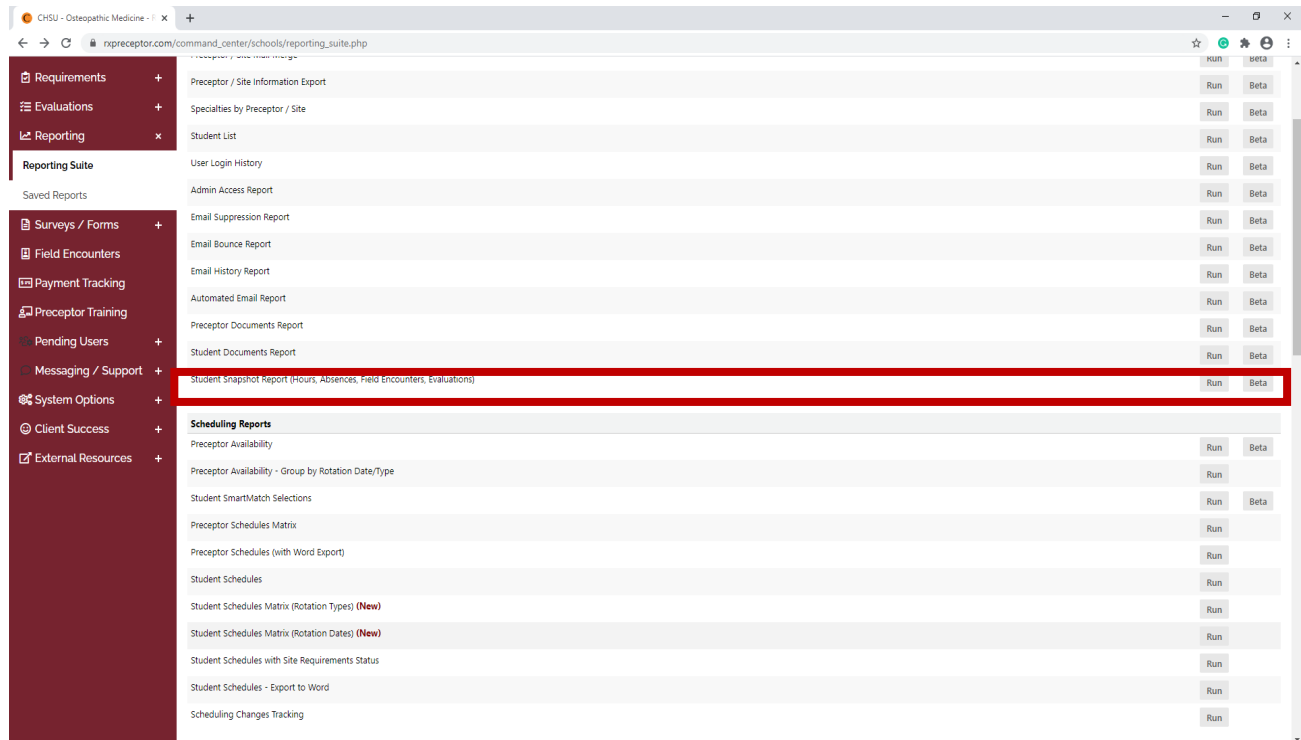 CHSU - Osteopathic Medicine -
rxpreceptor.com/command_center/schools/reporting_suite.php
Requirements +
Evaluations +
Reporting ×
Reporting Suite
Saved Reports
Surveys / Forms +
Field Encounters
Payment Tracking
Preceptor Training
Pending Users +
Messaging / Support +
System Options +
Client Success +
External Resources +
Preceptor / Site Mail Merge Run Beta
Preceptor / Site Information Export Run Beta
Specialties by Preceptor / Site Run Beta
Student List Run Beta
User Login History Run Beta
Admin Access Report Run Beta
Email Suppression Report Run Beta
Email Bounce Report Run Beta
Email History Report Run Beta
Automated Email Report Run Beta
Preceptor Documents Report Run Beta
Student Documents Report Run Beta
Student Snapshot Report (Hours, Absences, Field Encounters, Evaluations) Run Beta
Scheduling Reports
Preceptor Availability Run Beta
Preceptor Availability - Group by Rotation Date/Type Run
Student SmartMatch Selections Run Beta
Preceptor Schedules Matrix Run
Preceptor Schedules (with Word Export) Run
Student Schedules Run
Student Schedules Matrix (Rotation Types) (New) Run
Student Schedules Matrix (Rotation Dates) (New) Run
Student Schedules with Site Requirements Status Run
Student Schedules - Export to Word Run
Scheduling Changes Tracking Run